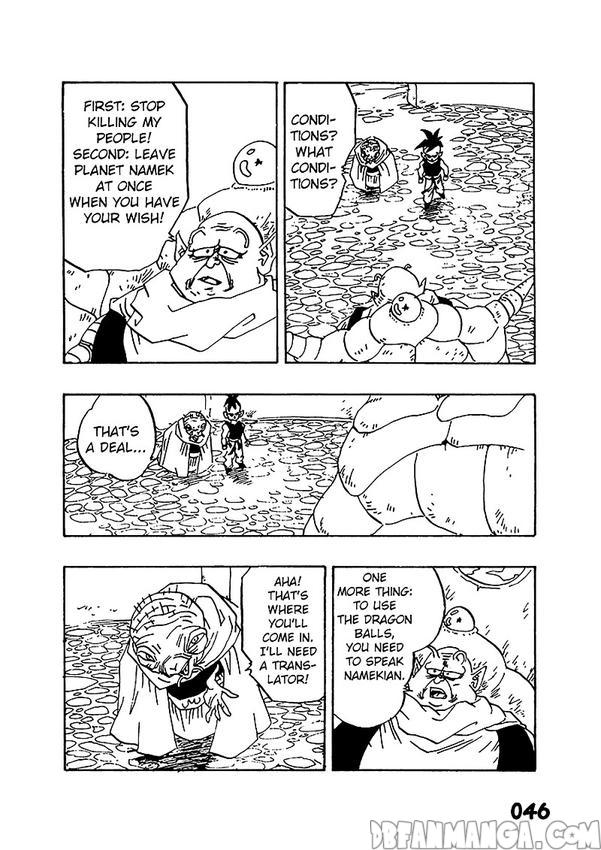 CONDI-
TIONS?
WHAT
CONDI-
TIONS?
FIRST: STOP
KILLING MY
PEOPLE!
SECOND: LEAVE
PLANET NAMEK
AT ONCE
WHEN YOU HAVE
YOUR WISH!
THAT'S
A DEAL...
ONE
MORE THING:
TO USE
THE DRAGON
BALLS,
YOU NEED
TO SPEAK
NAMEKIAN.
AHA!
THAT'S
WHERE
YOU'LL
COME IN.
I'LL NEED
A TRANS-
LATOR!
046
DBFANMANGA.COM